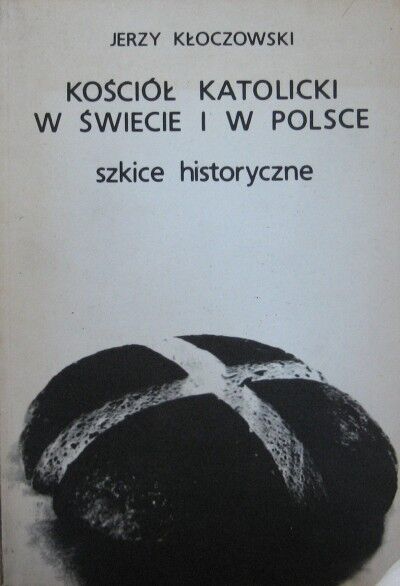 JERZY KŁOCZOWSKI
KOŚCIÓŁ KATOLICKI
W ŚWIECIE I W POLSCE
szkice historyczne